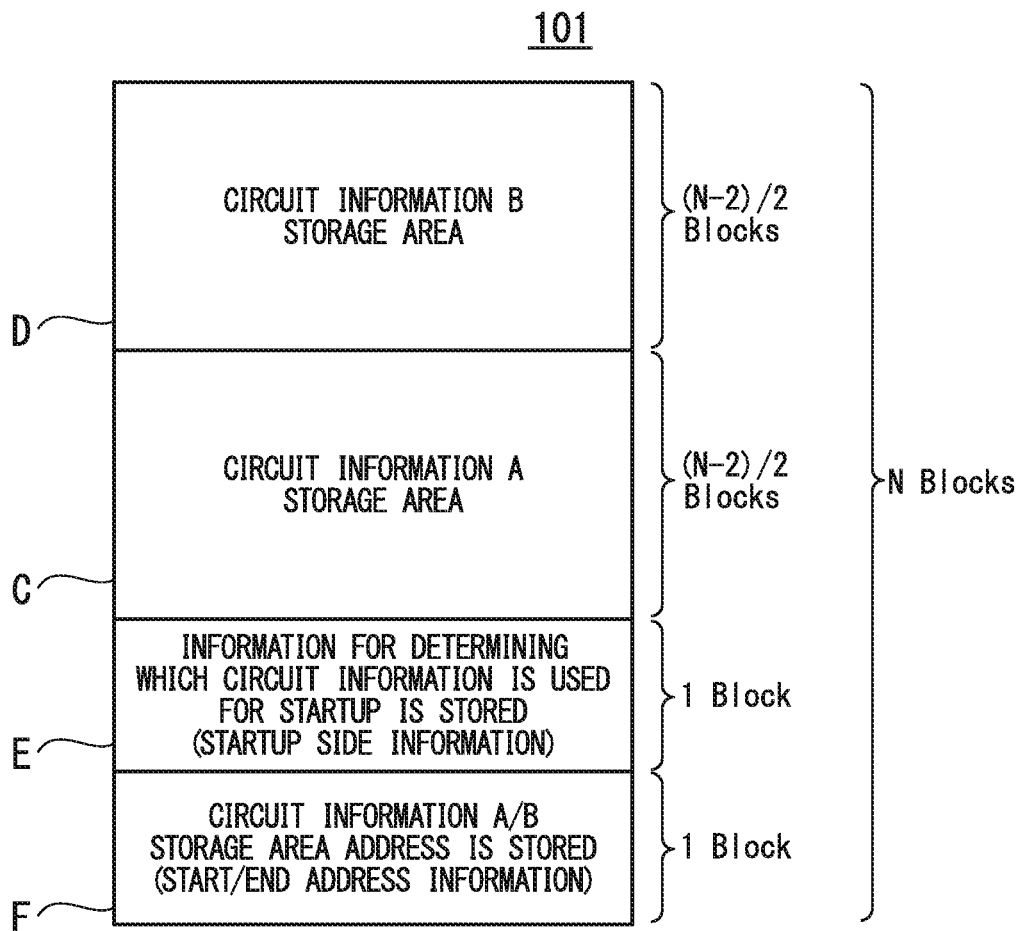 101
CIRCUIT INFORMATION B
STORAGE AREA
(N-2)/2
Blocks
D
CIRCUIT INFORMATION A
STORAGE AREA
(N-2)/2
Blocks
N Blocks
C
INFORMATION FOR DETERMINING
WHICH CIRCUIT INFORMATION IS USED
FOR STARTUP IS STORED
(STARTUP SIDE INFORMATION)
1 Block
E
CIRCUIT INFORMATION A/B
STORAGE AREA ADDRESS IS STORED
(START/END ADDRESS INFORMATION)
1 Block
F